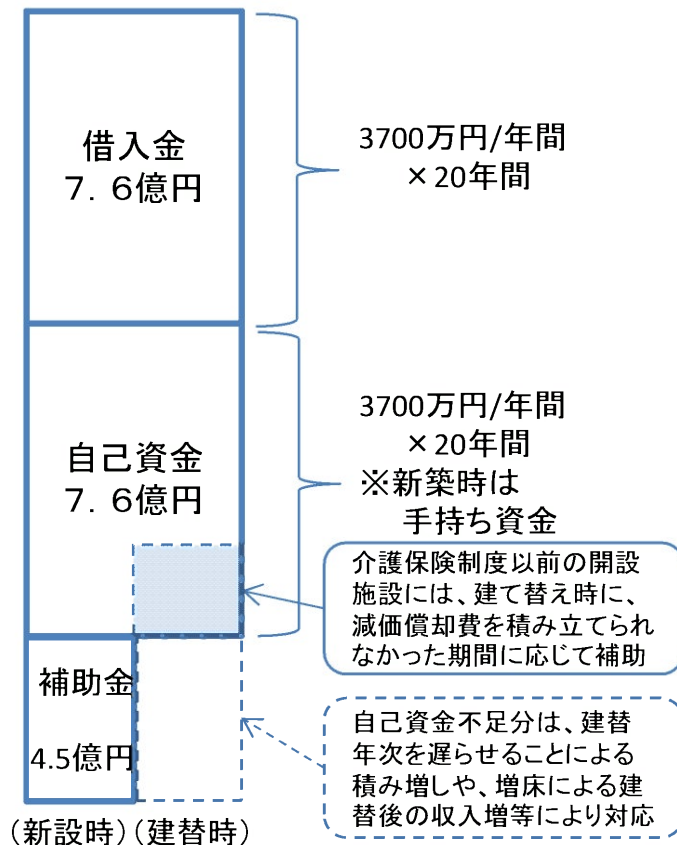 借入金
7．6億円
3700万円/年間
×20年間
自己資金
7．6億円
3700万円/年間
×20年間
※新築時は
手持ち資金
介護保険制度以前の開設
施設には、建て替え時に、
減価償却費を積み立てられ
なかった期間に応じて補助
補助金
4.5億円
自己資金不足分は、建替
年次を遅らせることによる
積み増しや、増床による建
替後の収入増等により対応
(新設時)(建替時)